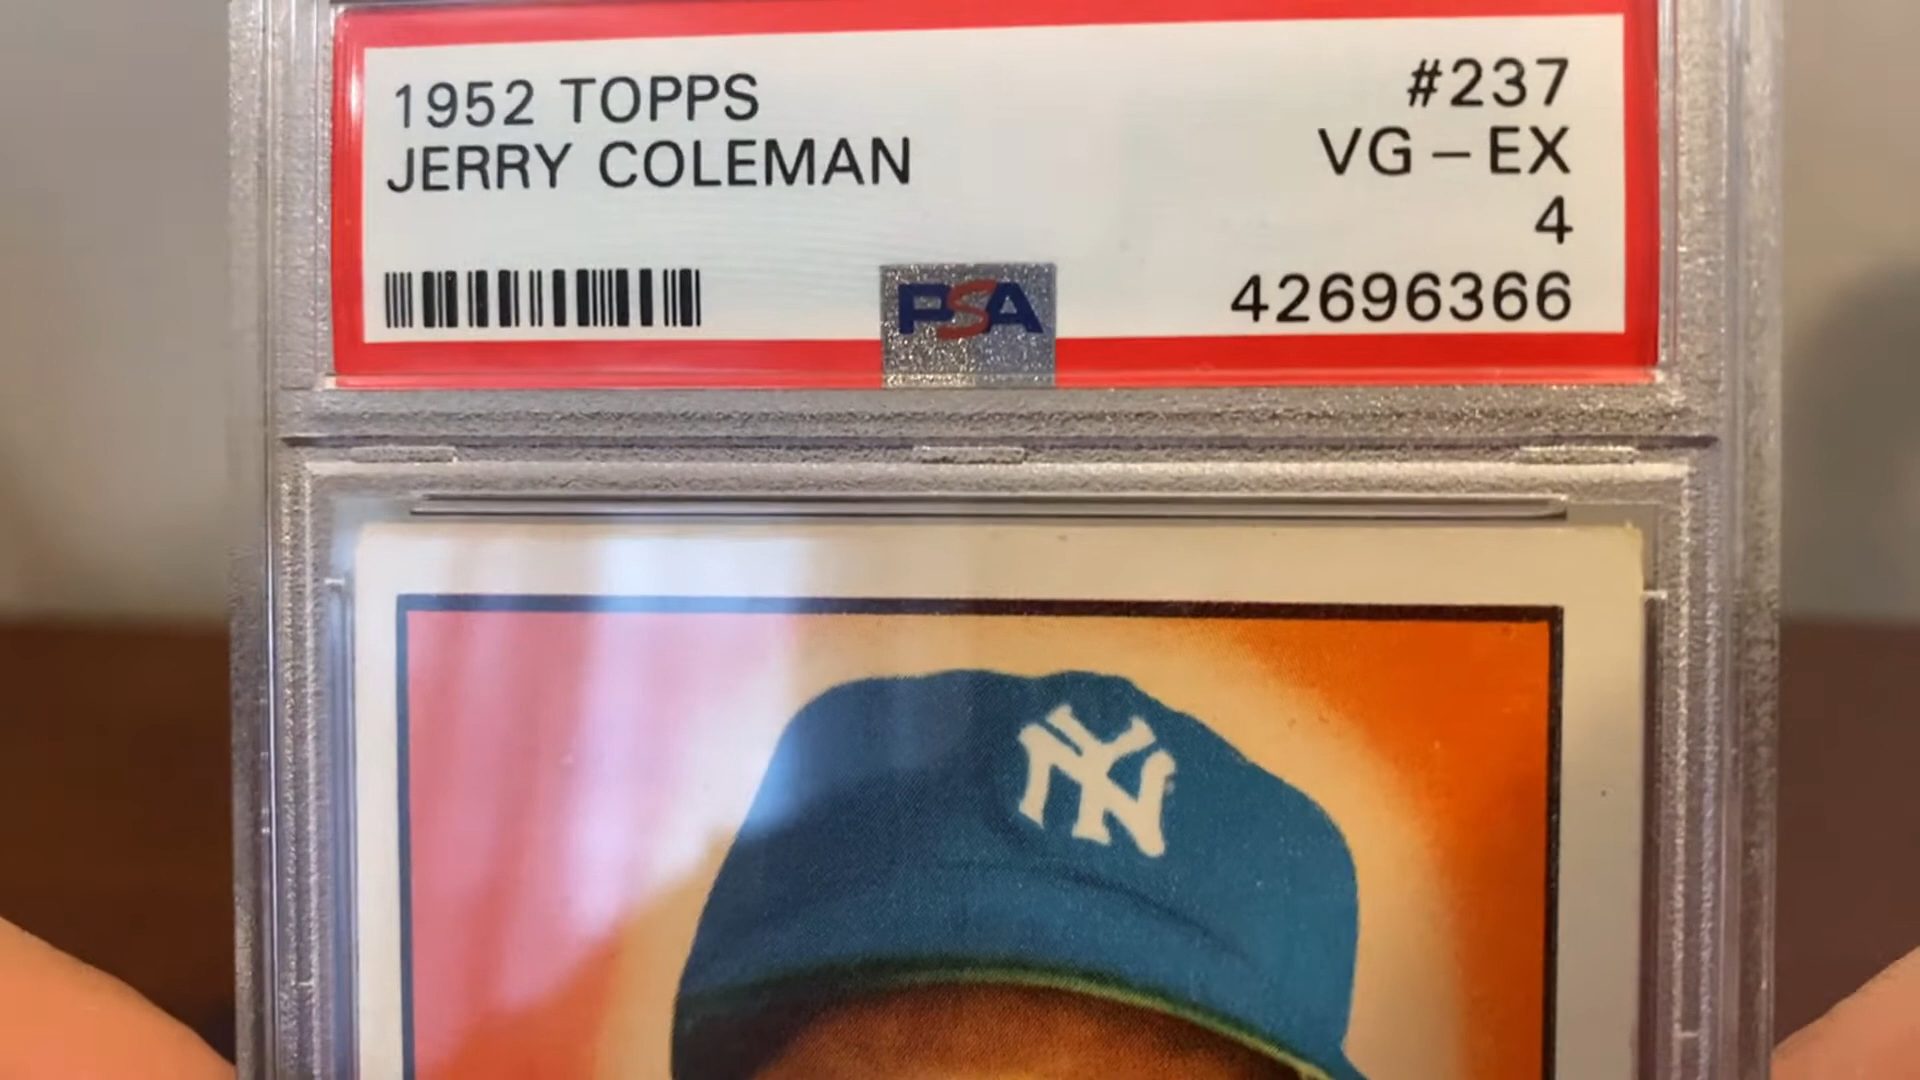 1952 TOPPS
#237
JERRY COLEMAN
VG-EX
4
42696366
PSA
NY